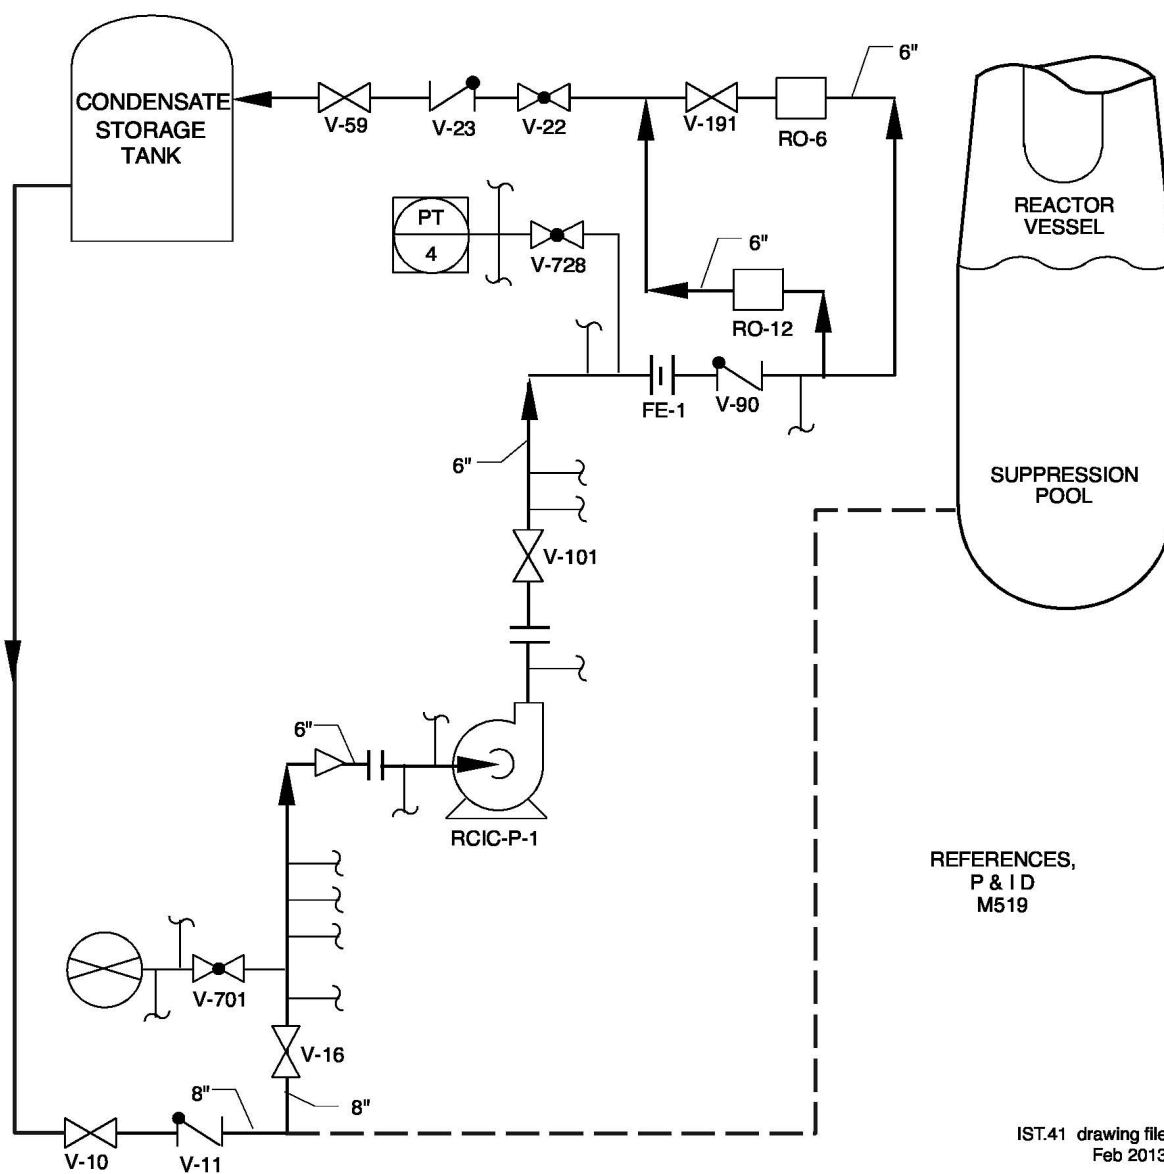 6"
CONDENSATE
STORAGE
TANK
V-59
V-23
V-22
V-191
RO-6
REACTOR
VESSEL
PT
4
V-728
6"
RO-12
FE-1
V-90
6"
SUPPRESSION
POOL
V-101
6"
RCIC-P-1
REFERENCES,
P & I D
M519
V-701
V-16
8"
8"
V-10
V-11
IST.41 drawing file
Feb 2013